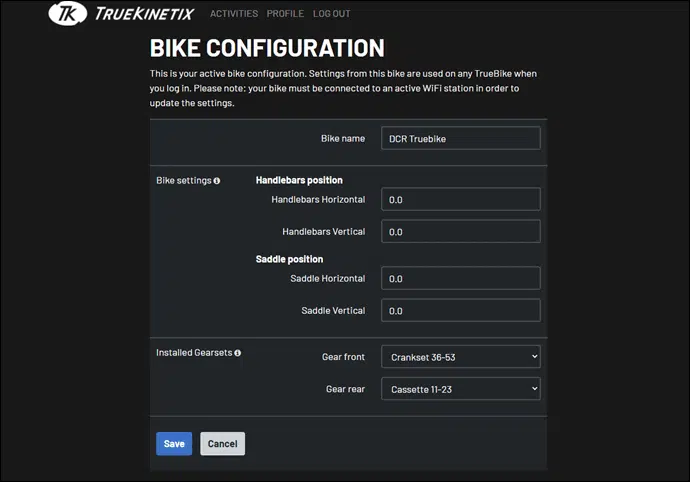 TK TRUEKINETIX ACTIVITIES PROFILE LOG OUT
BIKE CONFIGURATION
This is your active bike configuration. Settings from this bike are used on any TrueBike when
you log in. Please note: your bike must be connected to an active WiFi station in order to
update the settings.
Bike name DCR Truebike
Bike settings Handlebars position
Handlebars Horizontal 0.0
Handlebars Vertical 0.0
Saddle position
Saddle Horizontal 0.0
Saddle Vertical 0.0
Installed Gearsets Gear front Crankset 36-53
Gear rear Cassette 11-23
Save Cancel